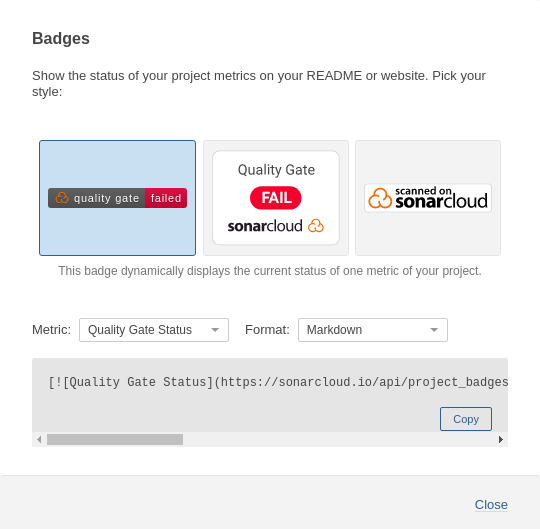 Badges
Show the status of your project metrics on your README or website. Pick your
style:
quality gate failed
Quality Gate
FAIL
sonarcloud
scanned on
sonarcloud
This badge dynamically displays the current status of one metric of your project.
Metric: Quality Gate Status Format: Markdown
[![Quality Gate Status](https://sonarcloud.io/api/project_badges
Copy
Close